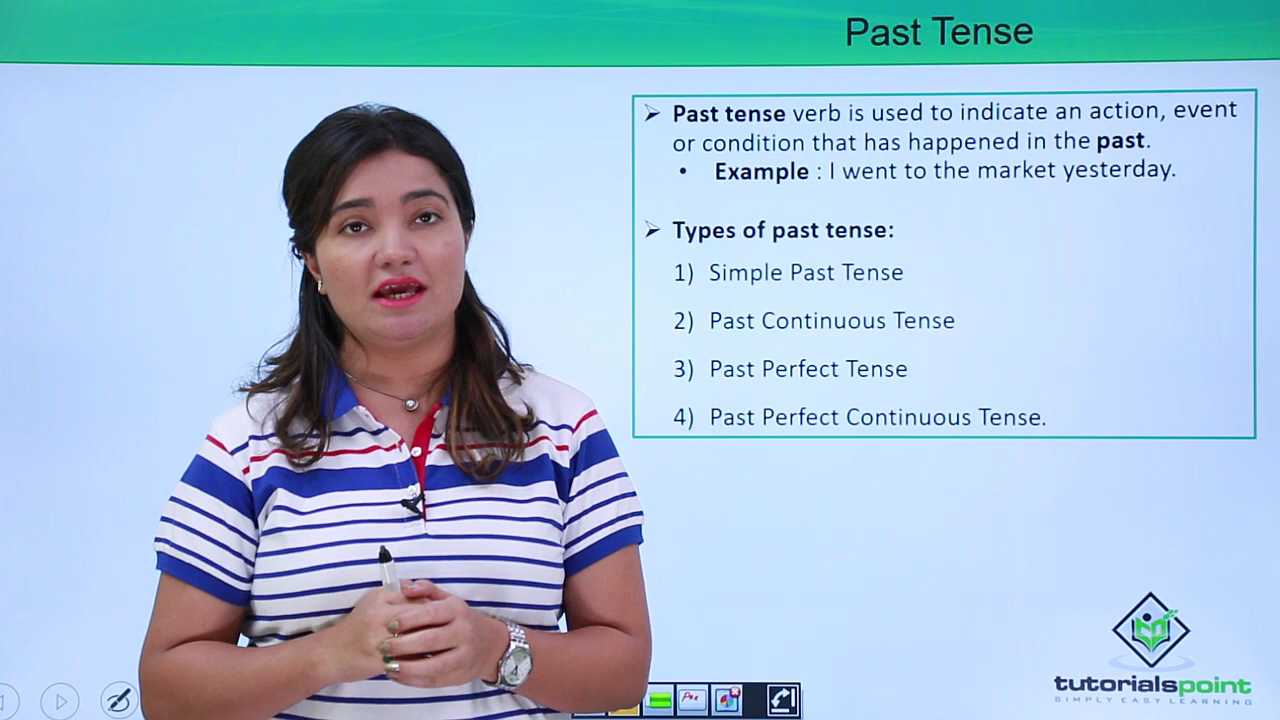 Past Tense
➢ Past tense verb is used to indicate an action, event
or condition that has happened in the past.
• Example : I went to the market yesterday.
➢ Types of past tense:
1) Simple Past Tense
2) Past Continuous Tense
3) Past Perfect Tense
4) Past Perfect Continuous Tense.
tutorialspoint
SIMPLY EASY LEARNING
Pen